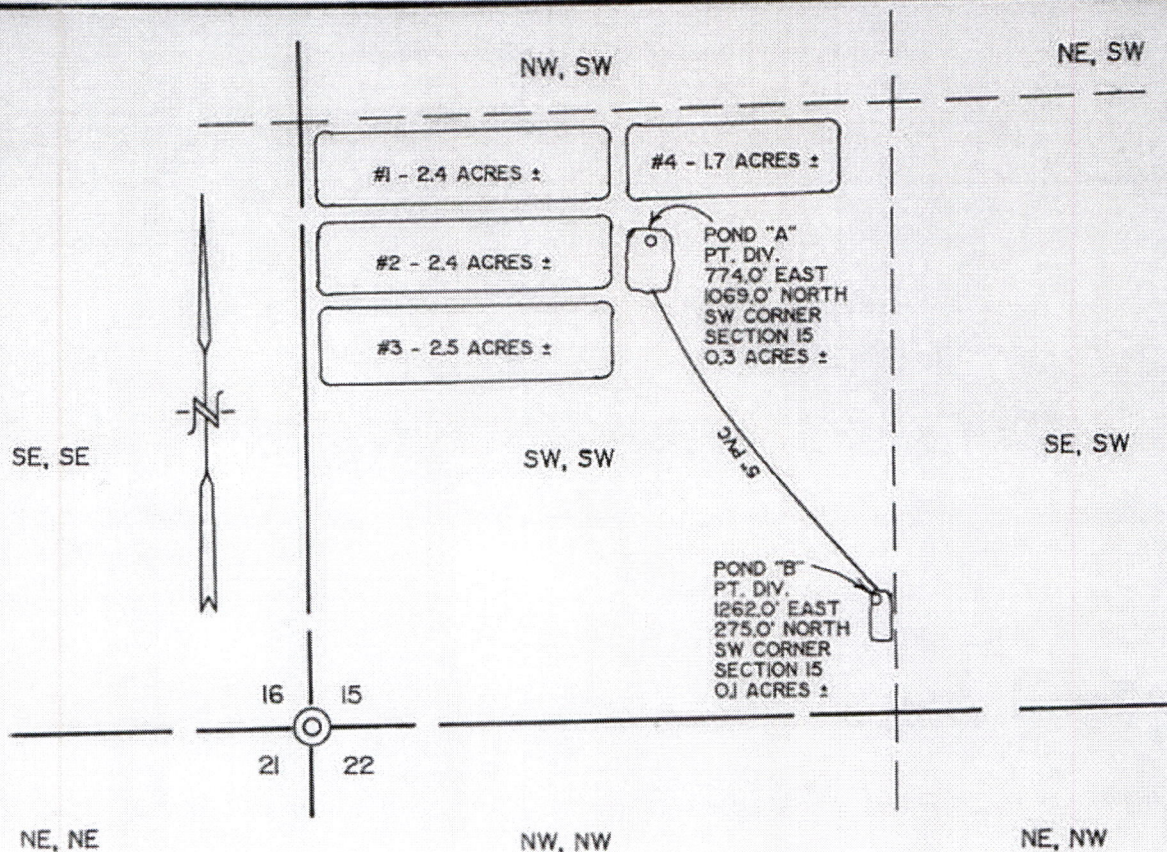 NW, SW
NE, SW
#1 - 2.4 ACRES ±
#4 - 1.7 ACRES ±
#2 - 2.4 ACRES ±
#3 - 2.5 ACRES ±
POND "A"
PT. DIV.
774.0' EAST
1069.0' NORTH
SW CORNER
SECTION 15
0.3 ACRES ±
N
SE, SE
SW, SW
5" PVC
SE, SW
POND "B"
PT. DIV.
1262.0' EAST
275.0' NORTH
SW CORNER
SECTION 15
0.1 ACRES ±
16 15
21 22
NE, NE
NW, NW
NE, NW